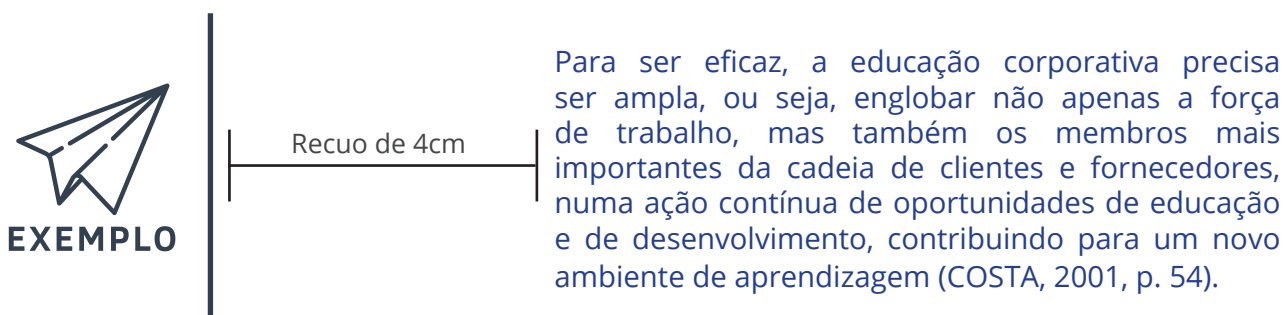 EXEMPLO
Recuo de 4cm
Para ser eficaz, a educação corporativa precisa
ser ampla, ou seja, englobar não apenas a força
de trabalho, mas também os membros mais
importantes da cadeia de clientes e fornecedores,
numa ação contínua de oportunidades de educação
e de desenvolvimento, contribuindo para um novo
ambiente de aprendizagem (COSTA, 2001, p. 54).